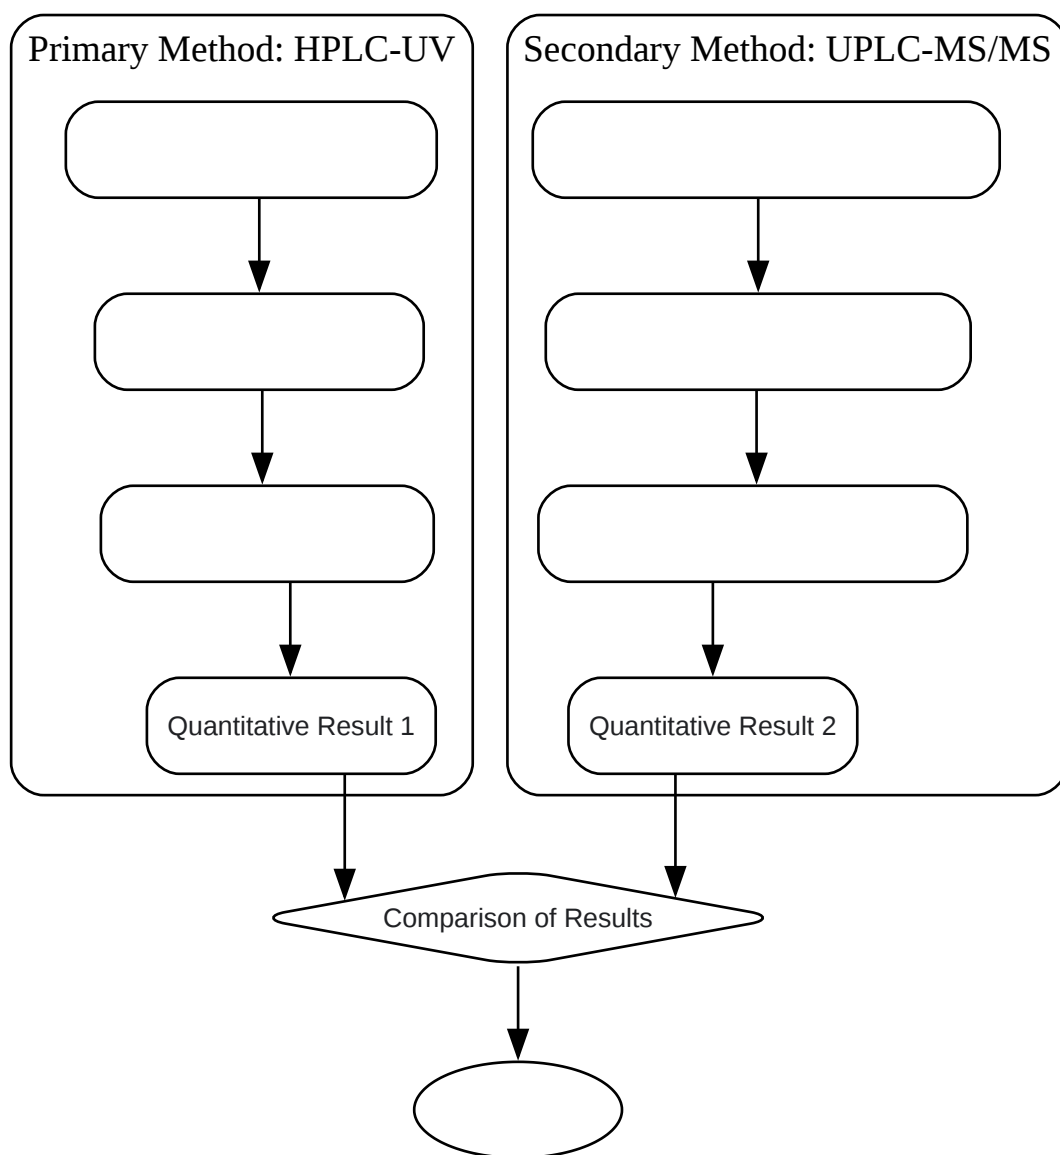 Primary Method: HPLC-UV
Secondary Method: UPLC-MS/MS
Quantitative Result 1
Quantitative Result 2
Comparison of Results